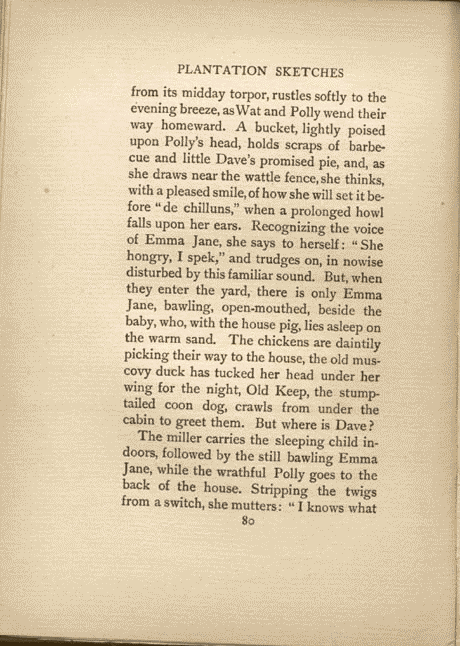 PLANTATION SKETCHES
from its midday torpor, rustles softly to the
evening breeze, as Wat and Polly wend their
way homeward. A bucket, lightly poised
upon Polly's head, holds scraps of barbe-
cue and little Dave's promised pie, and, as
she draws near the wattle fence, she thinks,
with a pleased smile, of how she will set it be-
fore "de chilluns," when a prolonged howl
falls upon her ears. Recognizing the voice
of Emma Jane, she says to herself: "She
hongry, I spek," and trudges on, in nowise
disturbed by this familiar sound. But, when
they enter the yard, there is only Emma
Jane, bawling, open-mouthed, beside the
baby, who, with the house pig, lies asleep on
the warm sand. The chickens are daintily
picking their way to the house, the old mus-
covy duck has tucked her head under her
wing for the night, Old Keep, the stump-
tailed coon dog, crawls from under the
cabin to greet them. But where is Dave?
The miller carries the sleeping child in-
doors, followed by the still bawling Emma
Jane, while the wrathful Polly goes to the
back of the house. Stripping the twigs
from a switch, she mutters: "I knows what
80